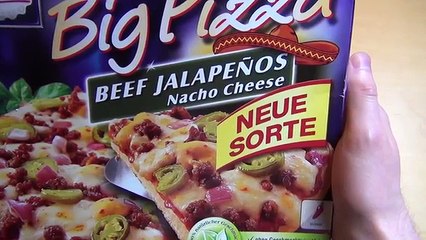 Big Pizza
BEEF JALAPEÑOS
Nacho Cheese
NEUE
SORTE